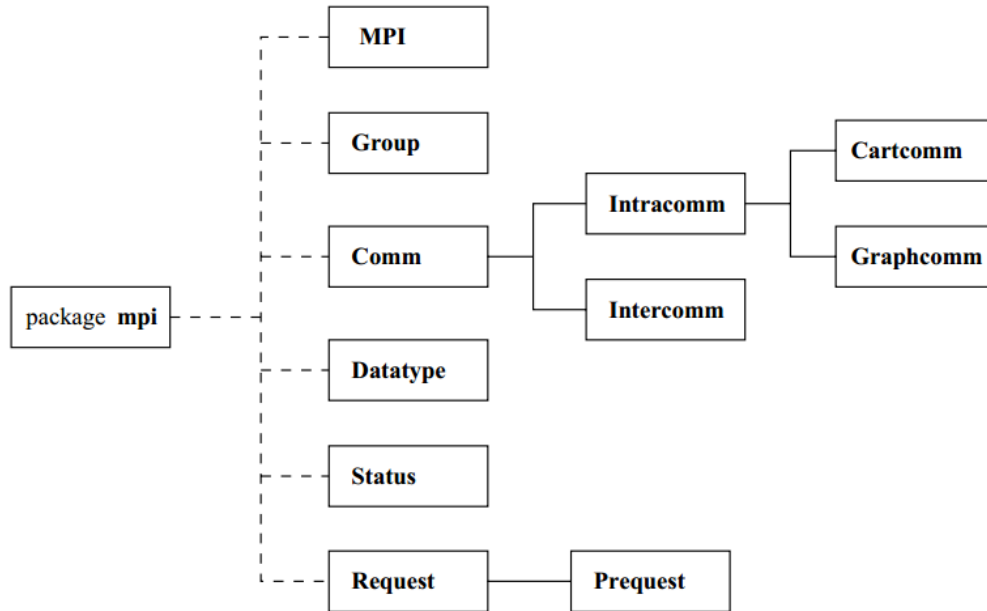 MPI
Group
Cartcomm
Intracomm
Comm
Graphcomm
package mpi
Intercomm
Datatype
Status
Request
Prequest